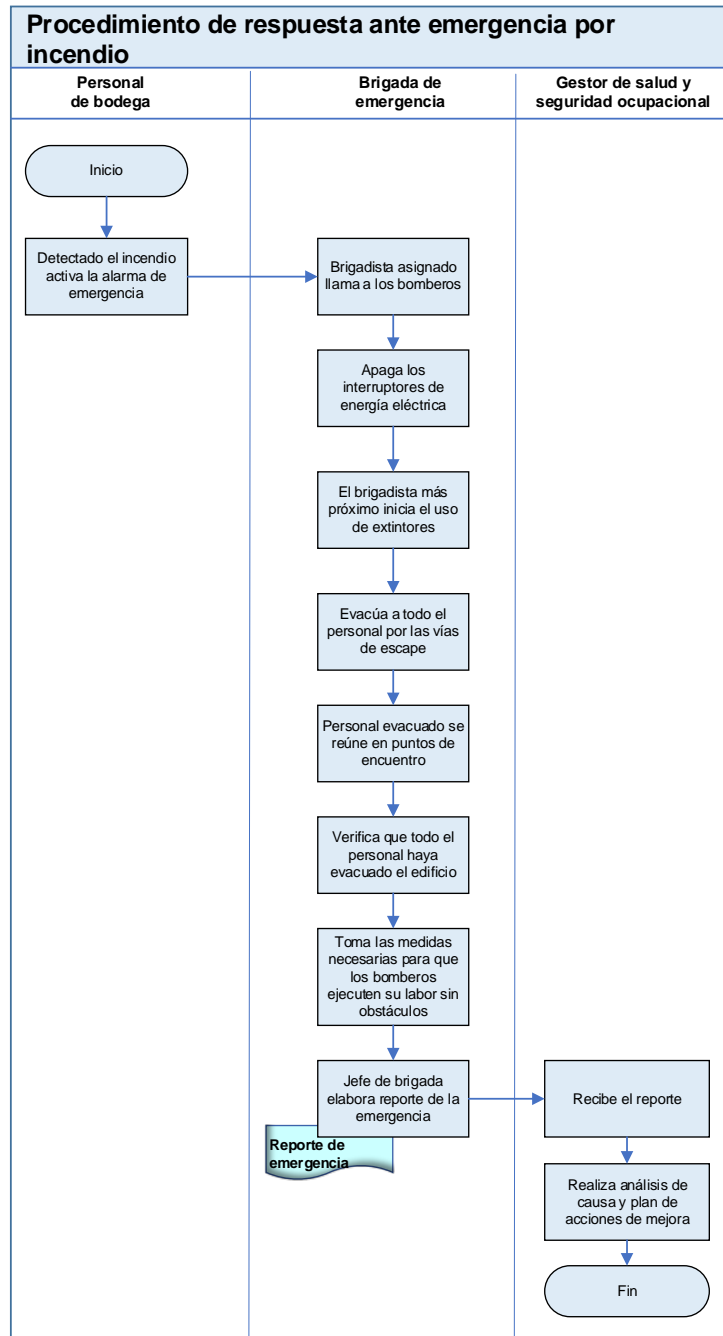 Procedimiento de respuesta ante emergencia por
incendio
Personal
de bodega
Brigada de
emergencia
Gestor de salud y
seguridad ocupacional
Inicio
Detectado el incendio
activa la alarma de
emergencia
Brigadista asignado
llama a los bomberos
Apaga los
interruptores de
energía eléctrica
El brigadista más
próximo inicia el uso
de extintores
Evacúa a todo el
personal por las vías
de escape
Personal evacuado se
reúne en puntos de
encuentro
Verifica que todo el
personal haya
evacuado el edificio
Toma las medidas
necesarias para que
los bomberos
ejecuten su labor sin
obstáculos
Jefe de brigada
elabora reporte de la
emergencia
Reporte de
emergencia
Recibe el reporte
Realiza análisis de
causa y plan de
acciones de mejora
Fin